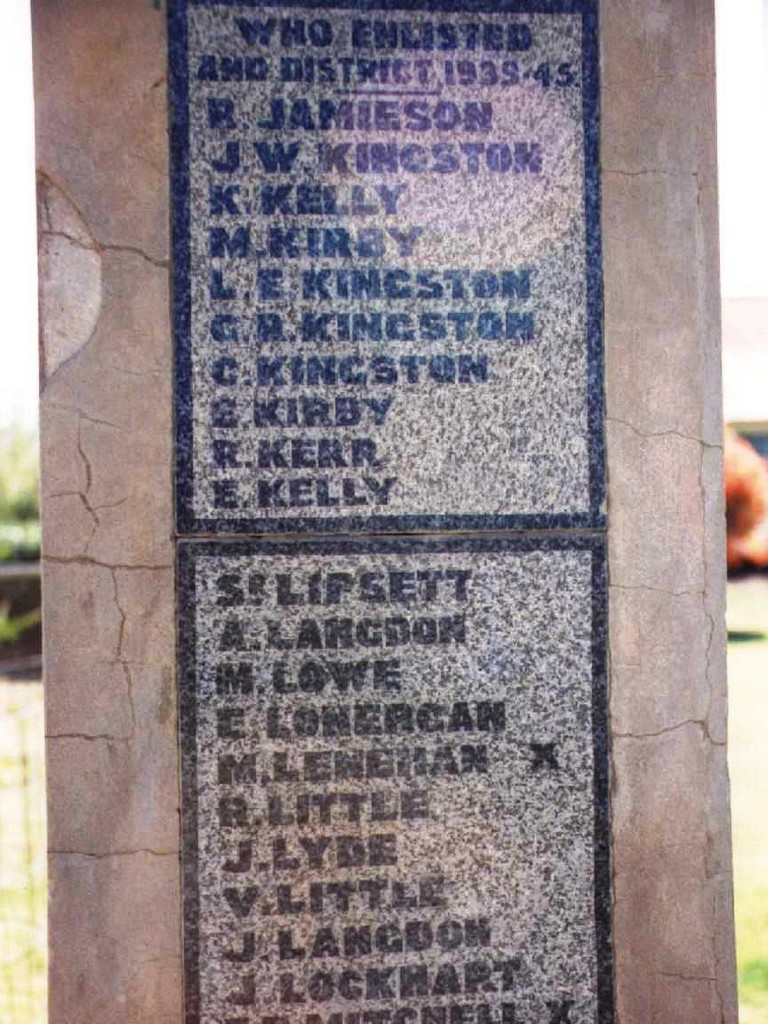 WHO ENLISTED
AND DISTRICT 1939-45
R. JAMIESON
J. W. KINGSTON
K. KELLY
M. KIRBY
L. E KINGSTON
G. R. KINGSTON
C. KINGSTON
E. KIRBY
R. KERR
E. KELLY
S. LIPSETT
A. LANGDON
M. LOWE
E. LONERGAN
M. LENEHAN X
R. LITTLE
J. LYDE
V. LITTLE
J. LANGDON
J. LOCKHART
MITCHELL X